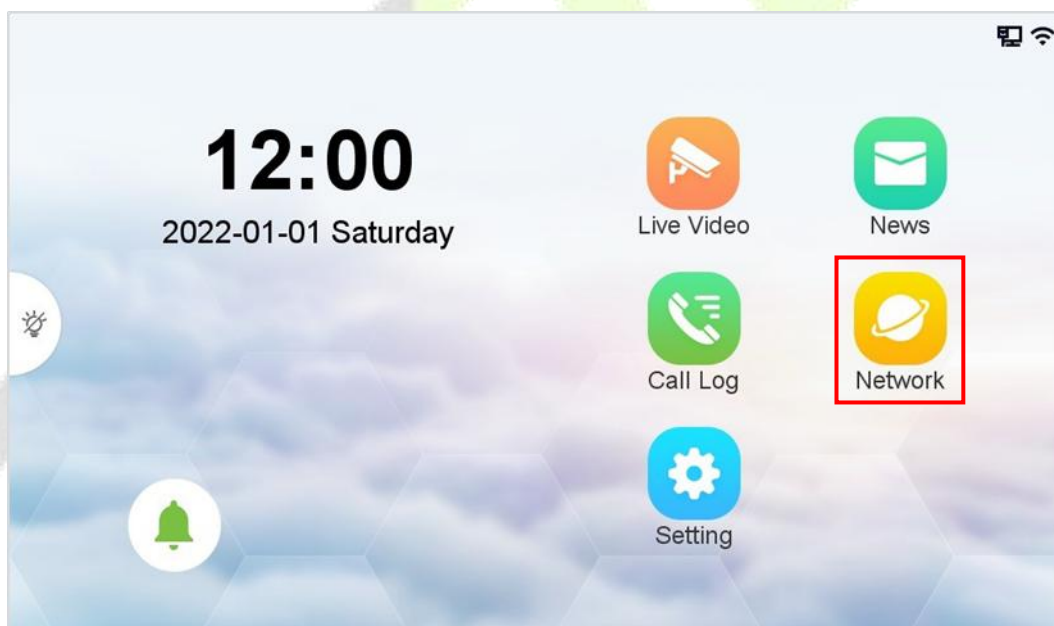 12:00
2022-01-01 Saturday
Live Video
News
Call Log
Network
Setting